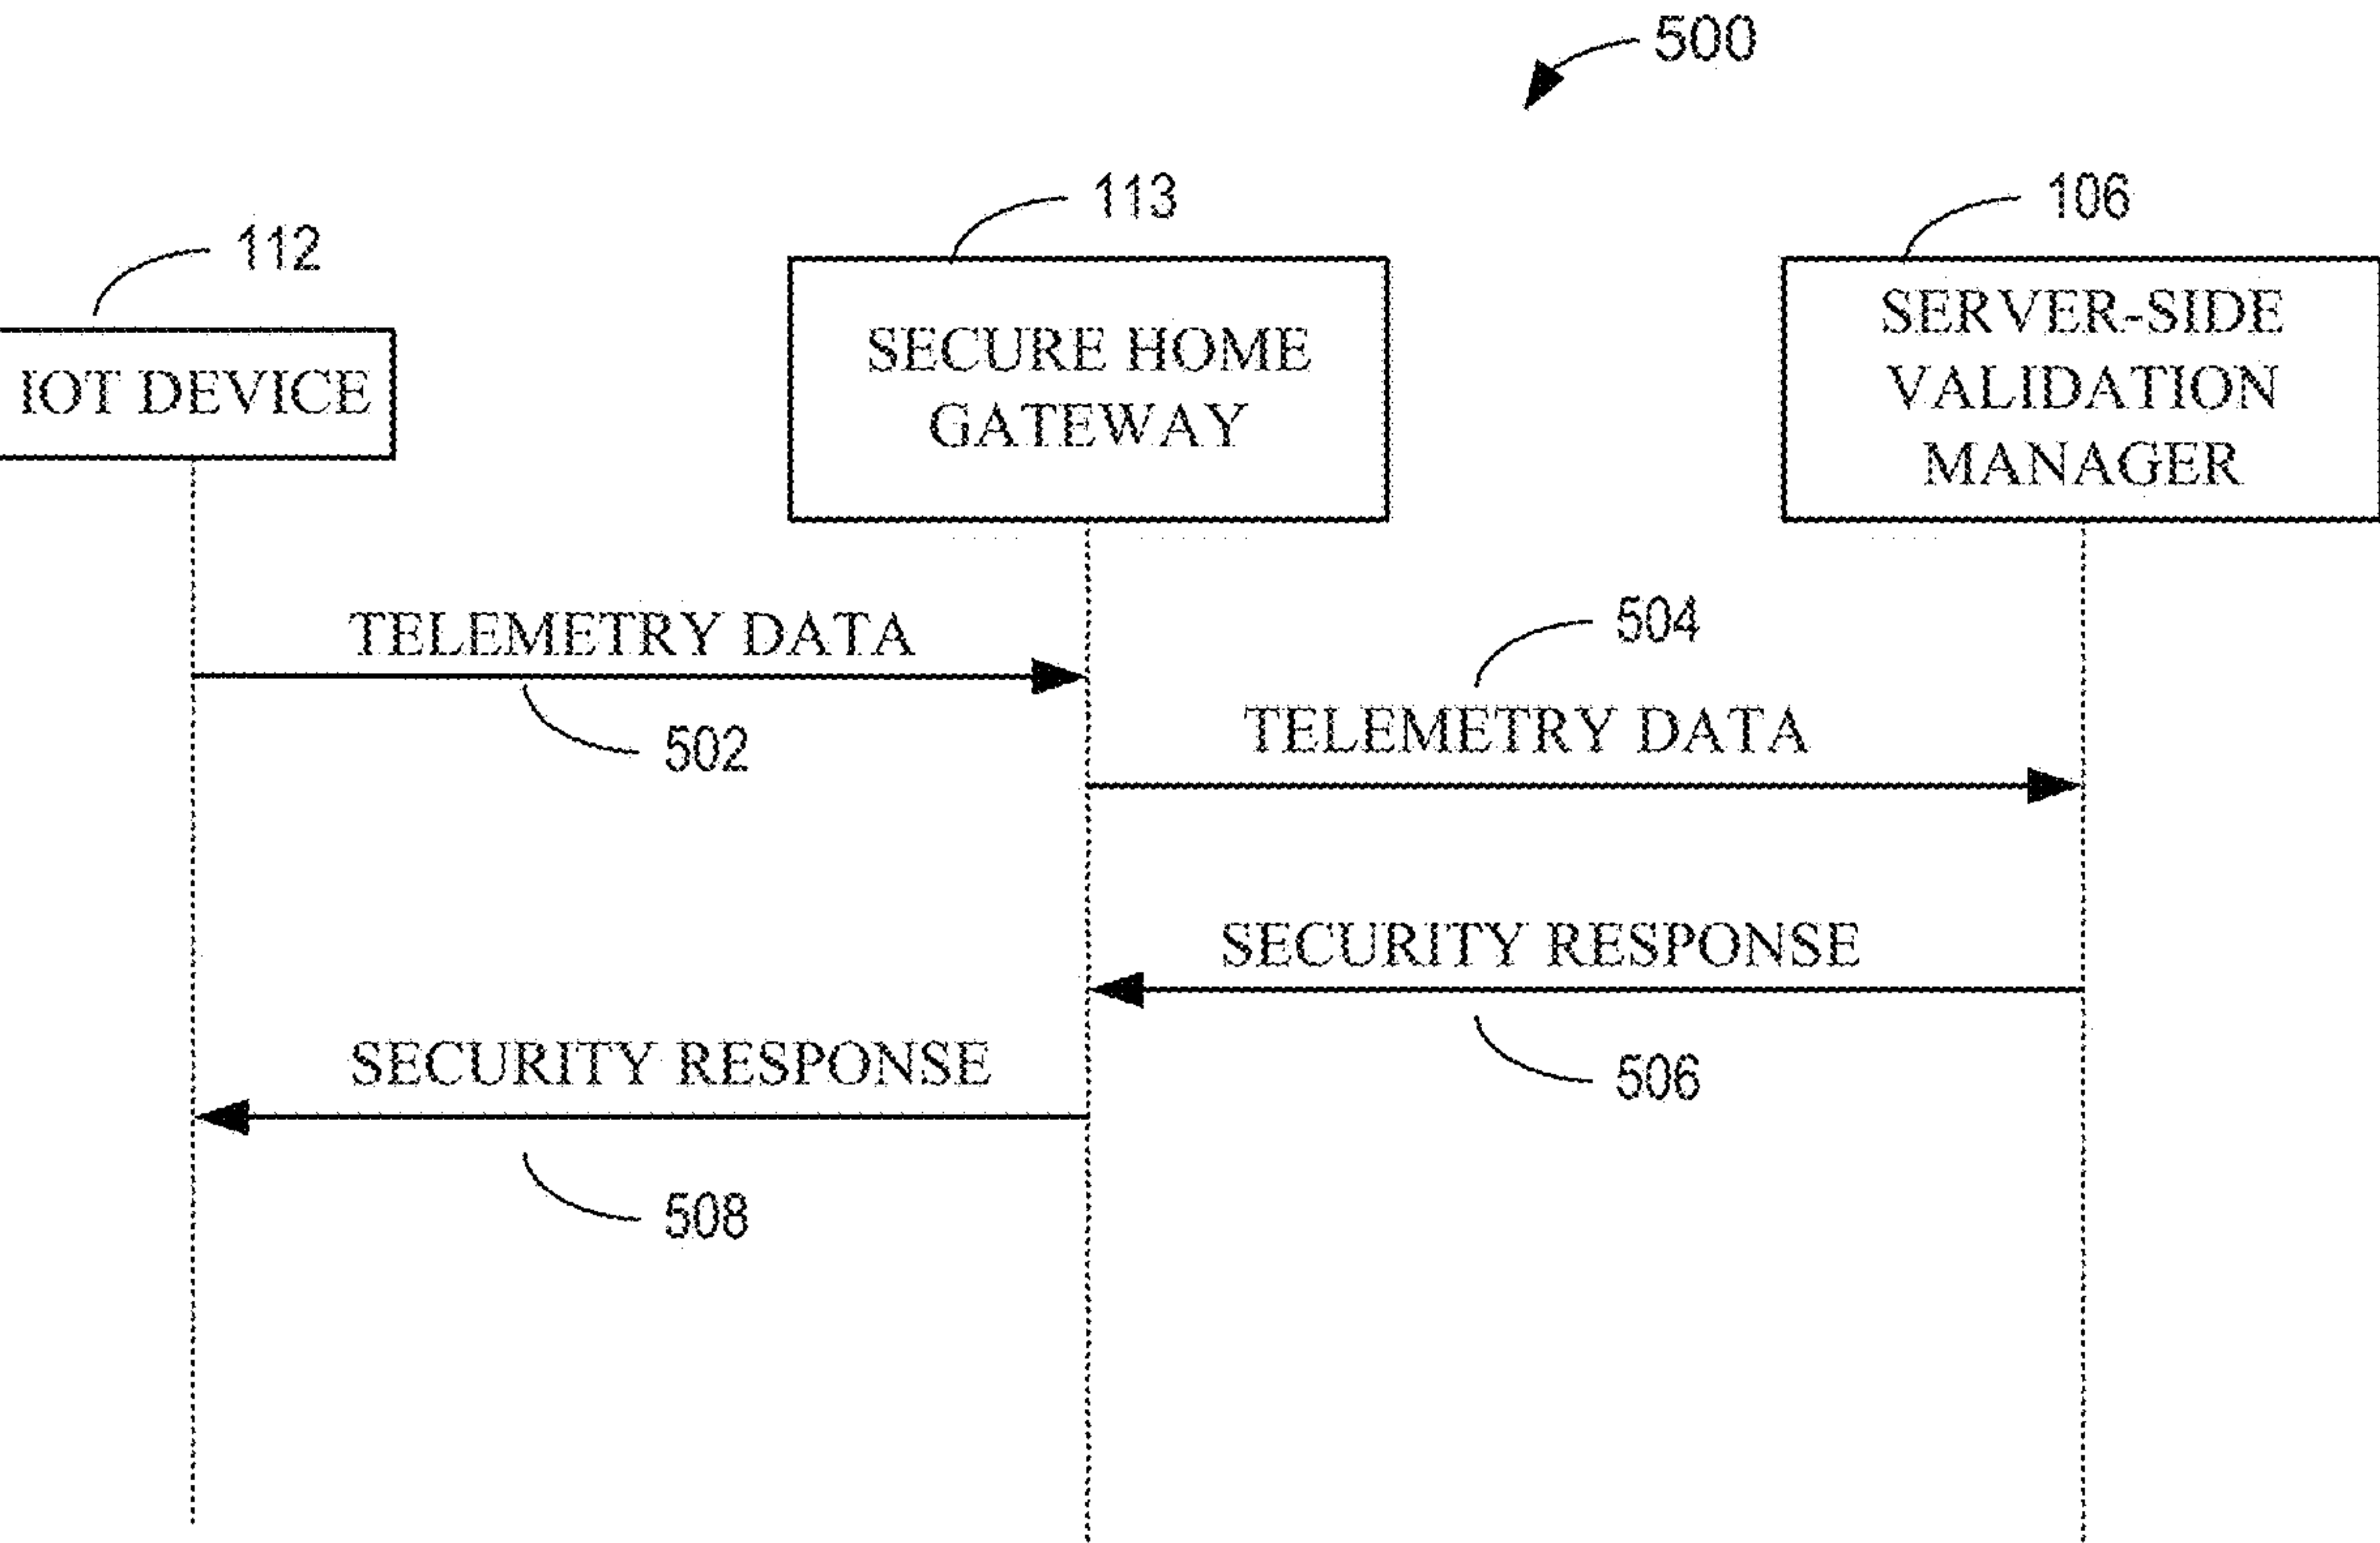 500
112
113
106
IOT DEVICE
SECURE HOME
GATEWAY
SERVER-SIDE
VALIDATION
MANAGER
TELEMETRY DATA
502
504
TELEMETRY DATA
SECURITY RESPONSE
506
SECURITY RESPONSE
508